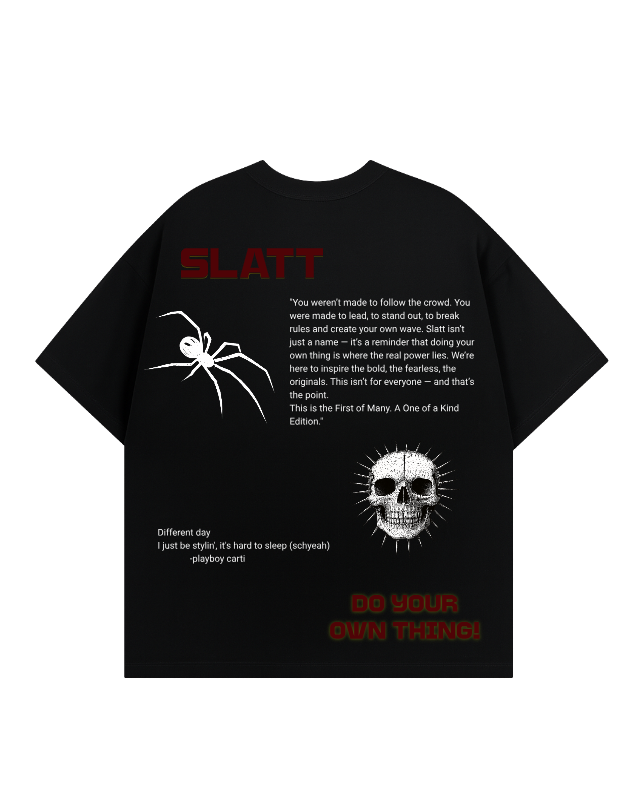 SLATT
"You weren't made to follow the crowd. You
were made to lead, to stand out, to break
rules and create your own wave. Slatt isn't
just a name — it's a reminder that doing your
own thing is where the real power lies. We're
here to inspire the bold, the fearless, the
originals. This isn't for everyone — and that's
the point.
This is the First of Many. A One of a Kind
Edition."
Different day
I just be stylin', it's hard to sleep (schyeah)
-playboy carti
DO YOUR
OWN THING!